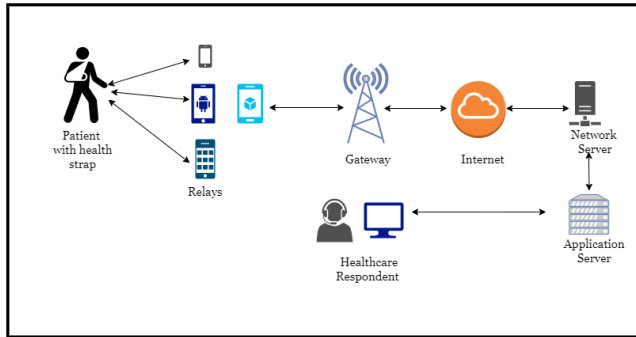 Patient
with health
strap
Relays
Gateway
Internet
Network
Server
Application
Server
Healthcare
Respondent